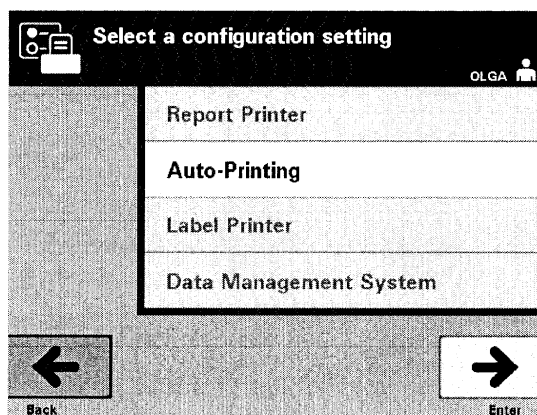 Select a configuration setting
OLGA
Report Printer
Auto-Printing
Label Printer
Data Management System
Back
Enter